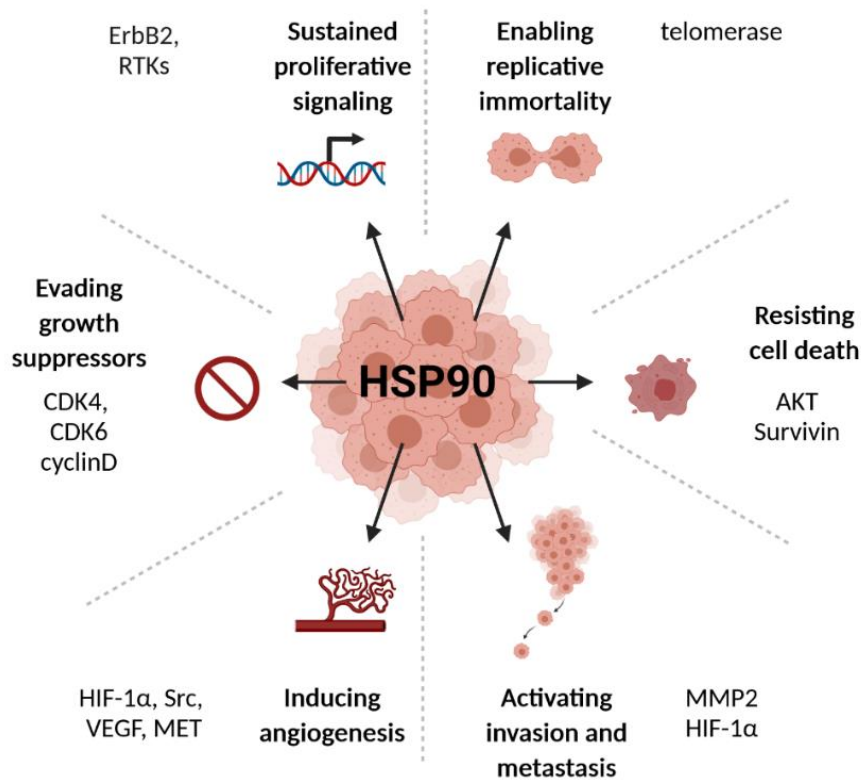 ErbB2,
RTKs
Sustained
proliferative
signaling
Enabling
replicative
immortality
telomerase
Evading
growth
suppressors
CDK4,
CDK6
cyclinD
HSP90
Resisting
cell death
AKT
Survivin
HIF-1α, Src,
VEGF, MET
Inducing
angiogenesis
Activating
invasion and
metastasis
MMP2
HIF-1α